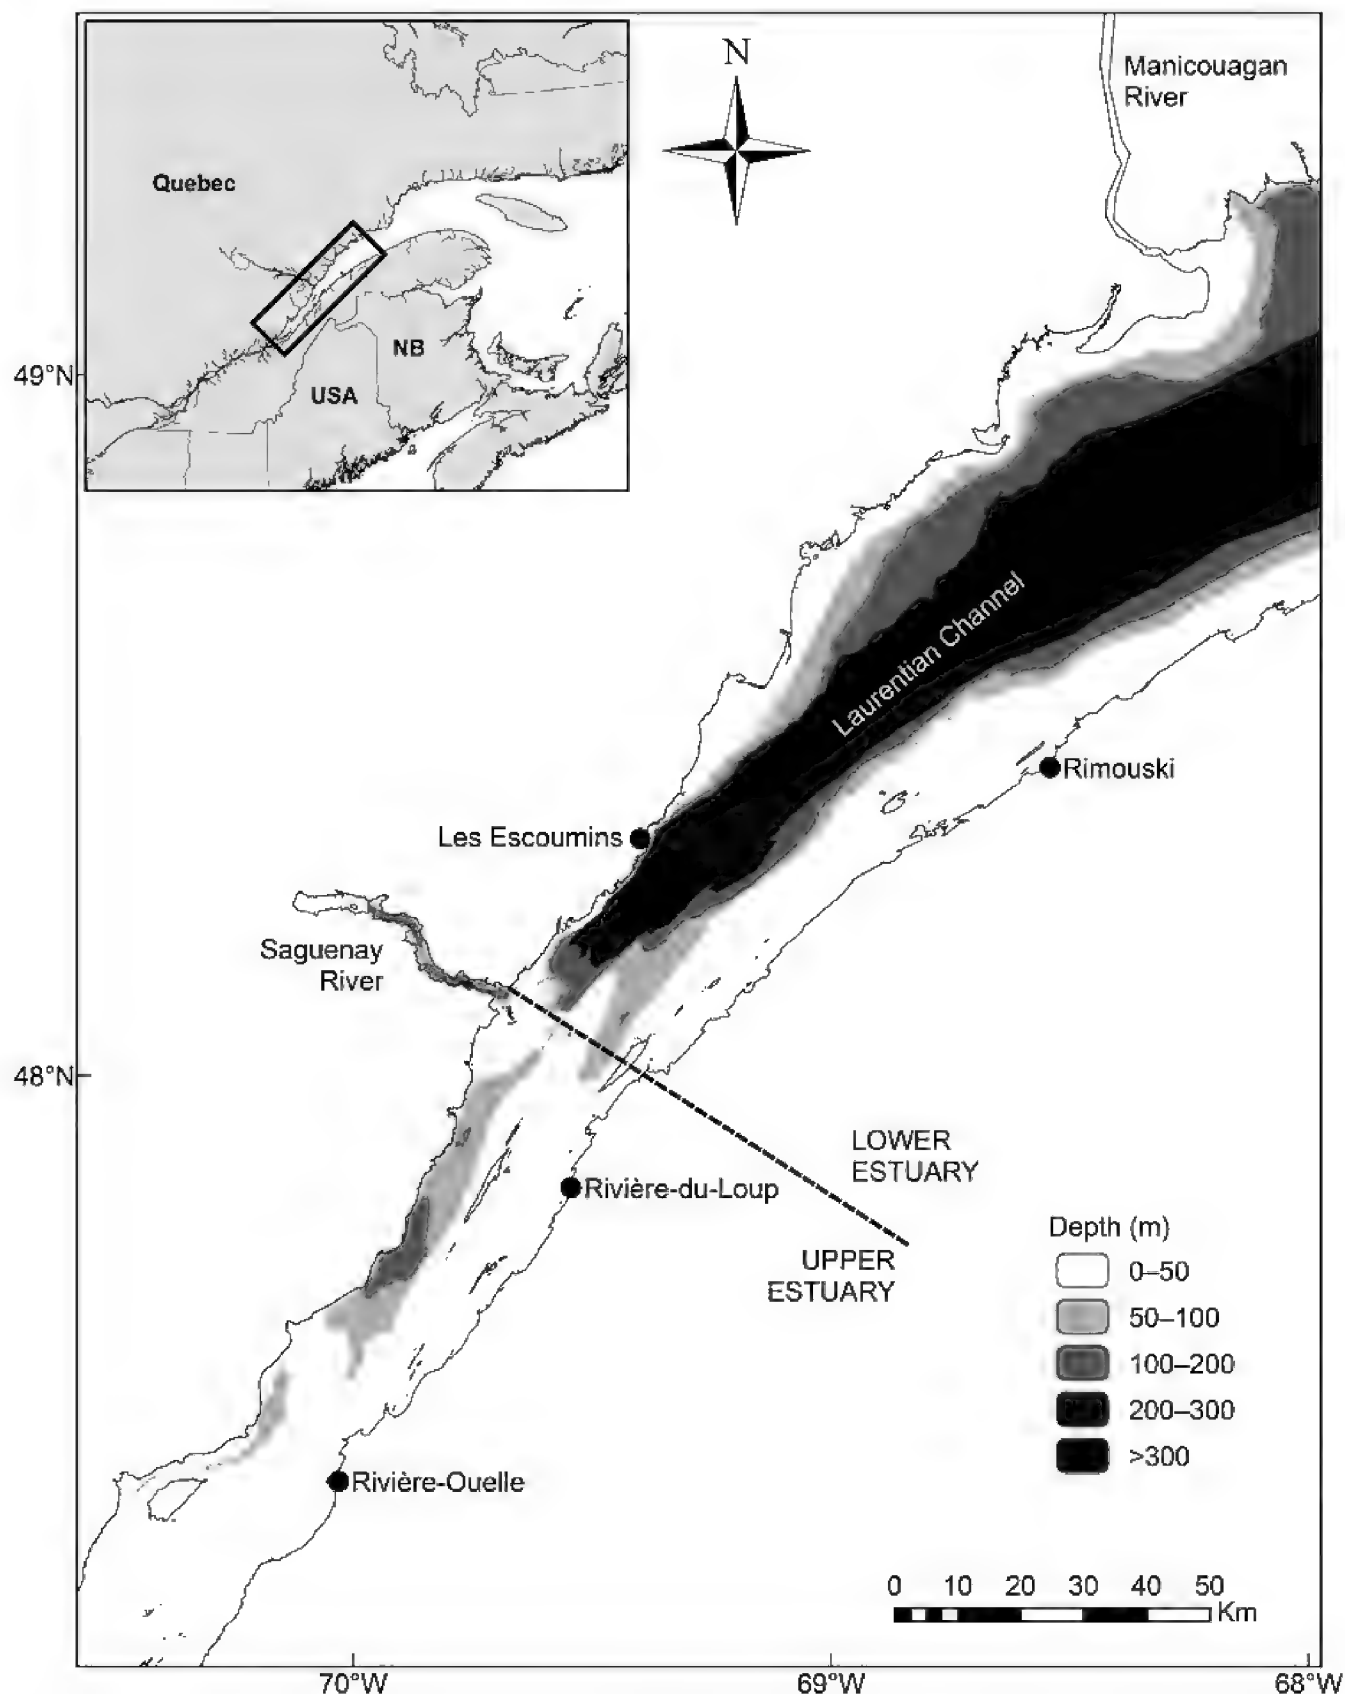 N
Manicouagan
River
Quebec
NB
USA
49°N
Laurentian Channel
Rimouski
Les Escoumins
Saguenay
River
48°N
LOWER
ESTUARY
Rivière-du-Loup
UPPER
ESTUARY
Depth (m)
0–50
50–100
100–200
200–300
>300
Rivière-Ouelle
0 10 20 30 40 50
Km
70°W 69°W 68°W